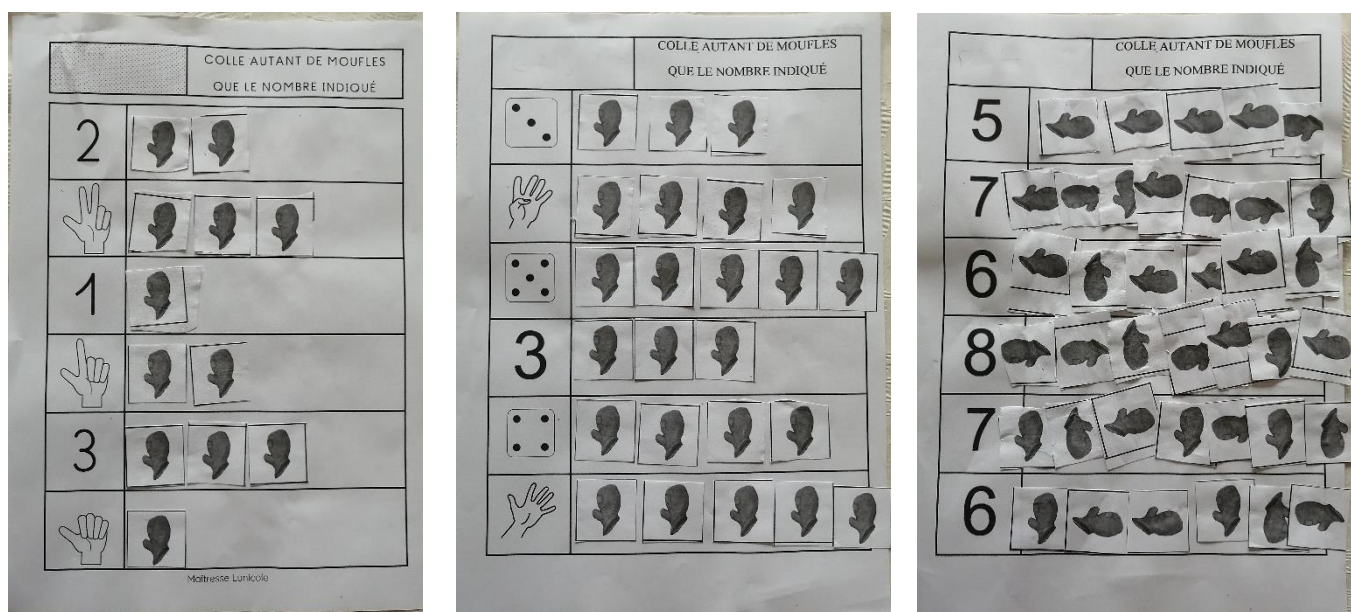 COLLE AUTANT DE MOUFLES
QUE LE NOMBRE INDIQUÉ
2
1
3
Maîtresse Lunicole
COLLE AUTANT DE MOUFLES
QUE LE NOMBRE INDIQUÉ
3
COLLE AUTANT DE MOUFLES
QUE LE NOMBRE INDIQUÉ
5
7
6
8
7
6